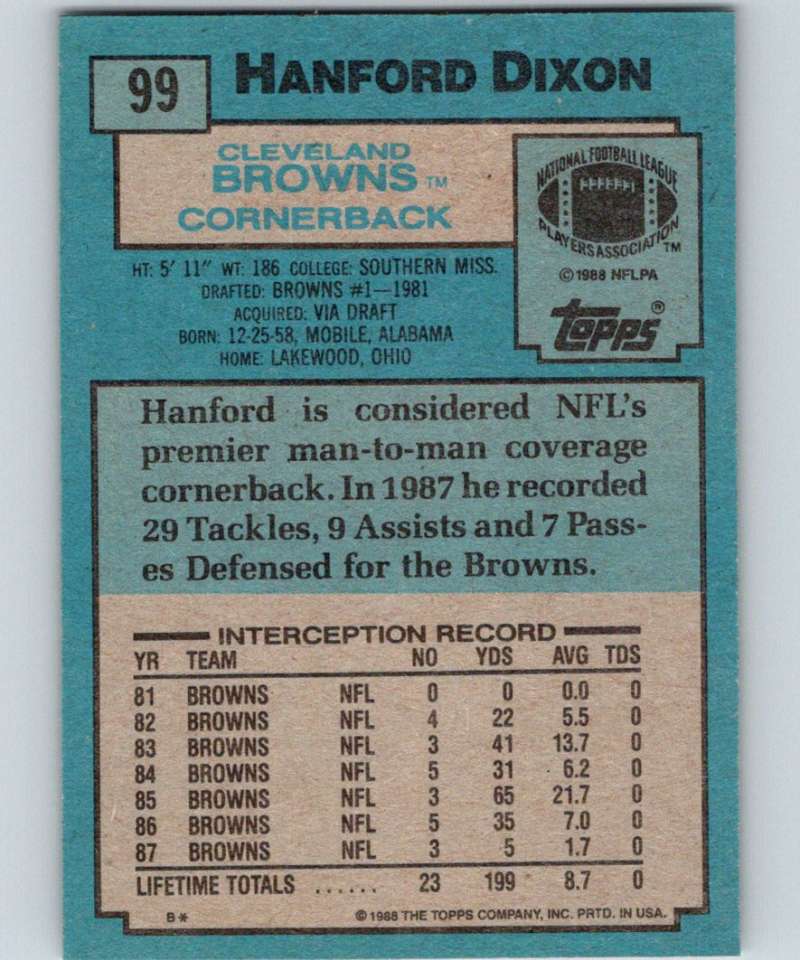 99
HANFORD DIXON
CLEVELAND
BROWNS TM
CORNERBACK
NATIONAL FOOTBALL LEAGUE
PLAYERS ASSOCIATION TM
©1988 NFLPA
TOPPS®
HT: 5' 11" WT: 186 COLLEGE: SOUTHERN MISS.
DRAFTED: BROWNS #1—1981
ACQUIRED: VIA DRAFT
BORN: 12-25-58, MOBILE, ALABAMA
HOME: LAKEWOOD, OHIO
Hanford is considered NFL's
premier man-to-man coverage
cornerback. In 1987 he recorded
29 Tackles, 9 Assists and 7 Pass-
es Defensed for the Browns.
INTERCEPTION RECORD
YR TEAM NO YDS AVG TDS
81 BROWNS NFL 0 0 0.0 0
82 BROWNS NFL 4 22 5.5 0
83 BROWNS NFL 3 41 13.7 0
84 BROWNS NFL 5 31 6.2 0
85 BROWNS NFL 3 65 21.7 0
86 BROWNS NFL 5 35 7.0 0
87 BROWNS NFL 3 5 1.7 0
LIFETIME TOTALS ...... 23 199 8.7 0
B* ©1988 THE TOPPS COMPANY, INC. PRTD. IN USA.